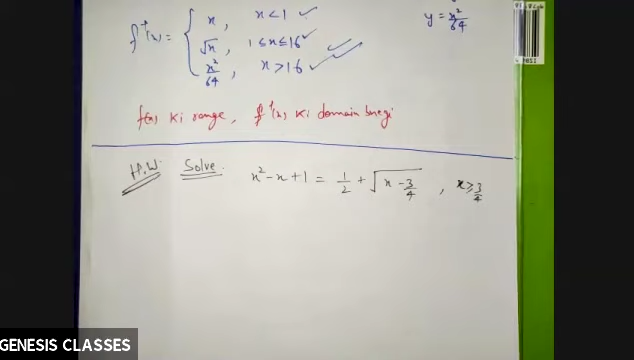 f⁻¹(x) = { x, x < 1 ✓
√x, 1 ≤ x ≤ 16 ✓
x²/64, x > 16 ✓
y = x²/64
f(x) ki range, f⁻¹(x) ki domain banegi
H.W. Solve. x² - x + 1 = 1/2 + √(x - 3/4), x ≥ 3/4
GENESIS CLASSES